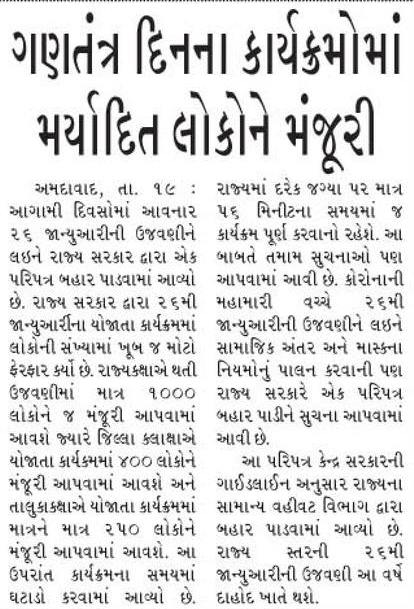 ગણતંત્ર દિનના કાર્યક્રમોમાં
મર્યાદિત લોકોને મંજૂરી
અમદાવાદ, તા. ૧૯ :
આગામી દિવસોમાં આવનાર
૨૬ જાન્યુઆરીની ઉજવણીને
લઇને રાજ્ય સરકાર દ્વારા એક
પરિપત્ર બહાર પાડવામાં આવ્યો
છે. રાજ્ય સરકાર દ્વારા ૨૬મી
જાન્યુઆર્રીના યોજાતા કાર્યક્રમમાં
લોકોની સંખ્યામાં ખૂબ જ મોટો
ફેરફાર કર્યો છે. રાજ્યકક્ષાએ થતી
ઉજવણીમાં માત્ર ૧૦૦૦
લોકોને જ મંજૂરી આપવામાં
આવશે જ્યારે જિલ્લા ક્લાક્ષાએ
યોજાતા કાર્યકમમાં ૪૦૦ લોકોને
મંજૂરી આપવામાં આવશે અને
તાલુકાકક્ષાએ યોજાતા કાર્યક્રમમાં
માત્રને માત્ર ૨૫૦ લોકોને
મંજૂરી આપવામાં આવશે. આ
ઉપરાંત કાર્યક્રમના સમયમાં
ઘટાડો કરવામાં આવ્યો છે.
રાજ્યમાં દરેક જગ્યા પર માત્ર
૫૬ મિનીટના સમયમાં જ
કાર્યક્રમ પૂર્ણ કરવાનો રહેશે. આ
બાબતે તમામ સુચનાઓ પણ
આપવામાં આવી છે. કોરોનાની
મહામારી વચ્ચે ૨૬મી
જાન્યુઆરીની ઉજવણીને લઇને
સામાજિક અંતર અને માસ્કના
નિયમોનું પાલન કરવાની પણ
રાજ્ય સરકારે એક પરિપત્ર
બહાર પાડીને સુચના આપવામાં
આવી છે.
આ પરિપત્ર કેન્દ્ર સરકારની
ગાઈડલાઈન અનુસાર રાજ્યના
સામાન્ય વહીવટ વિભાગ દ્વારા
બહાર પાડવામાં આવ્યો છે.
રાજ્ય સ્તરની ૨૬મી
જાન્યુઆરીની ઉજવણી આ વર્ષે
દાહોદ ખાતે થશે.